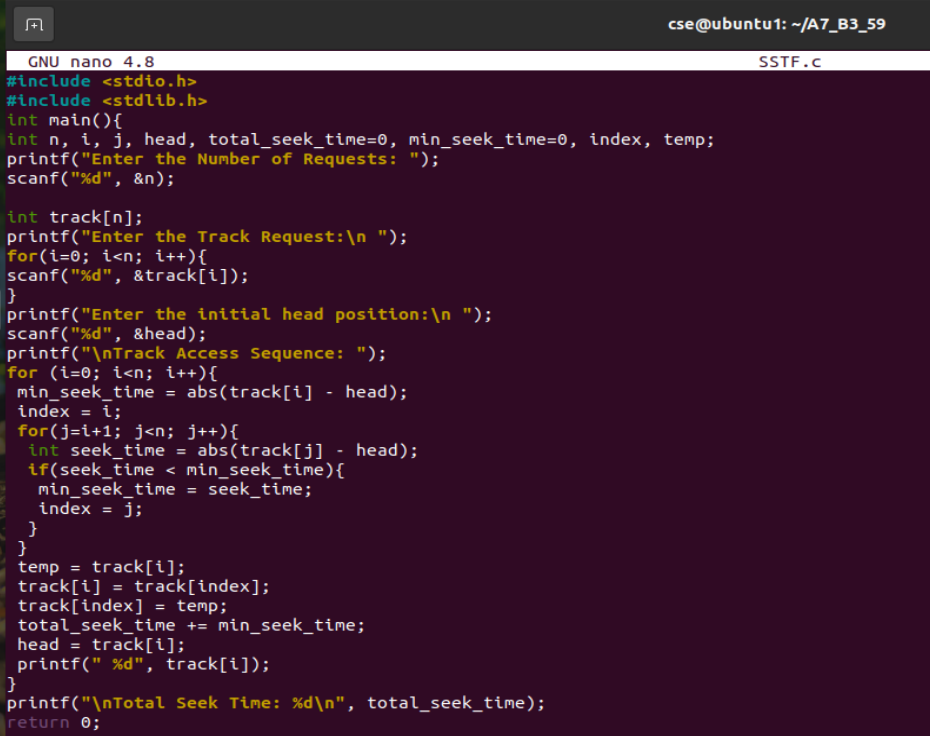 cse@ubuntu1: ~/A7_B3_59
GNU nano 4.8 SSTF.c
#include <stdio.h>
#include <stdlib.h>
int main(){
int n, i, j, head, total_seek_time=0, min_seek_time=0, index, temp;
printf("Enter the Number of Requests: ");
scanf("%d", &n);

int track[n];
printf("Enter the Track Request:\n ");
for(i=0; i<n; i++){
scanf("%d", &track[i]);
}
printf("Enter the initial head position:\n ");
scanf("%d", &head);
printf("\nTrack Access Sequence: ");
for (i=0; i<n; i++){
 min_seek_time = abs(track[i] - head);
 index = i;
 for(j=i+1; j<n; j++){
  int seek_time = abs(track[j] - head);
  if(seek_time < min_seek_time){
   min_seek_time = seek_time;
   index = j;
  }
 }
 temp = track[i];
 track[i] = track[index];
 track[index] = temp;
 total_seek_time += min_seek_time;
 head = track[i];
 printf(" %d", track[i]);
}
printf("\nTotal Seek Time: %d\n", total_seek_time);
return 0;